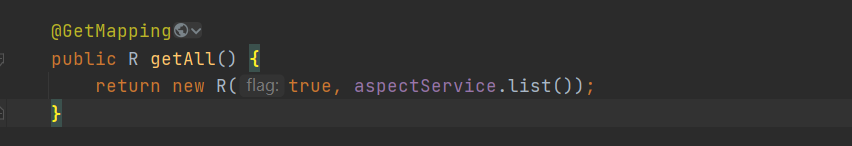 @GetMapping
public R getAll() {
return new R( flag: true, aspectService.list());
}